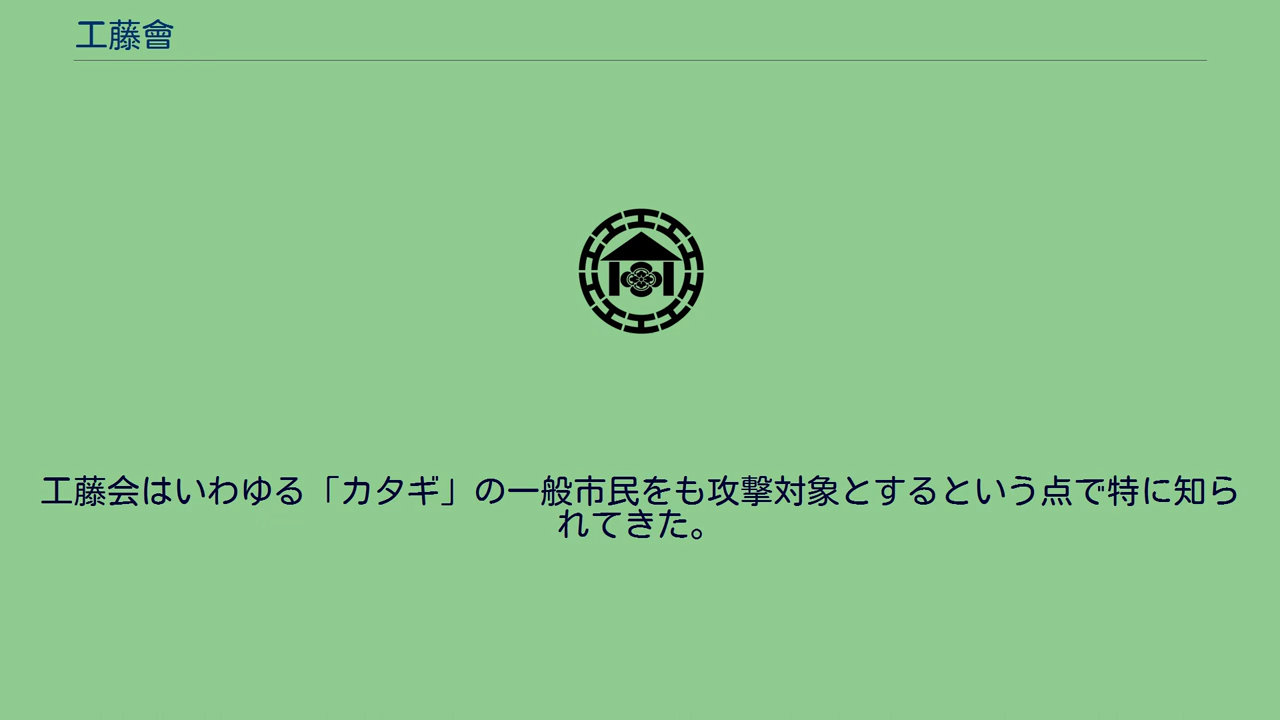 工藤會
工藤会はいわゆる「カタギ」の一般市民をも攻撃対象とするという点で特に知ら
れてきた。